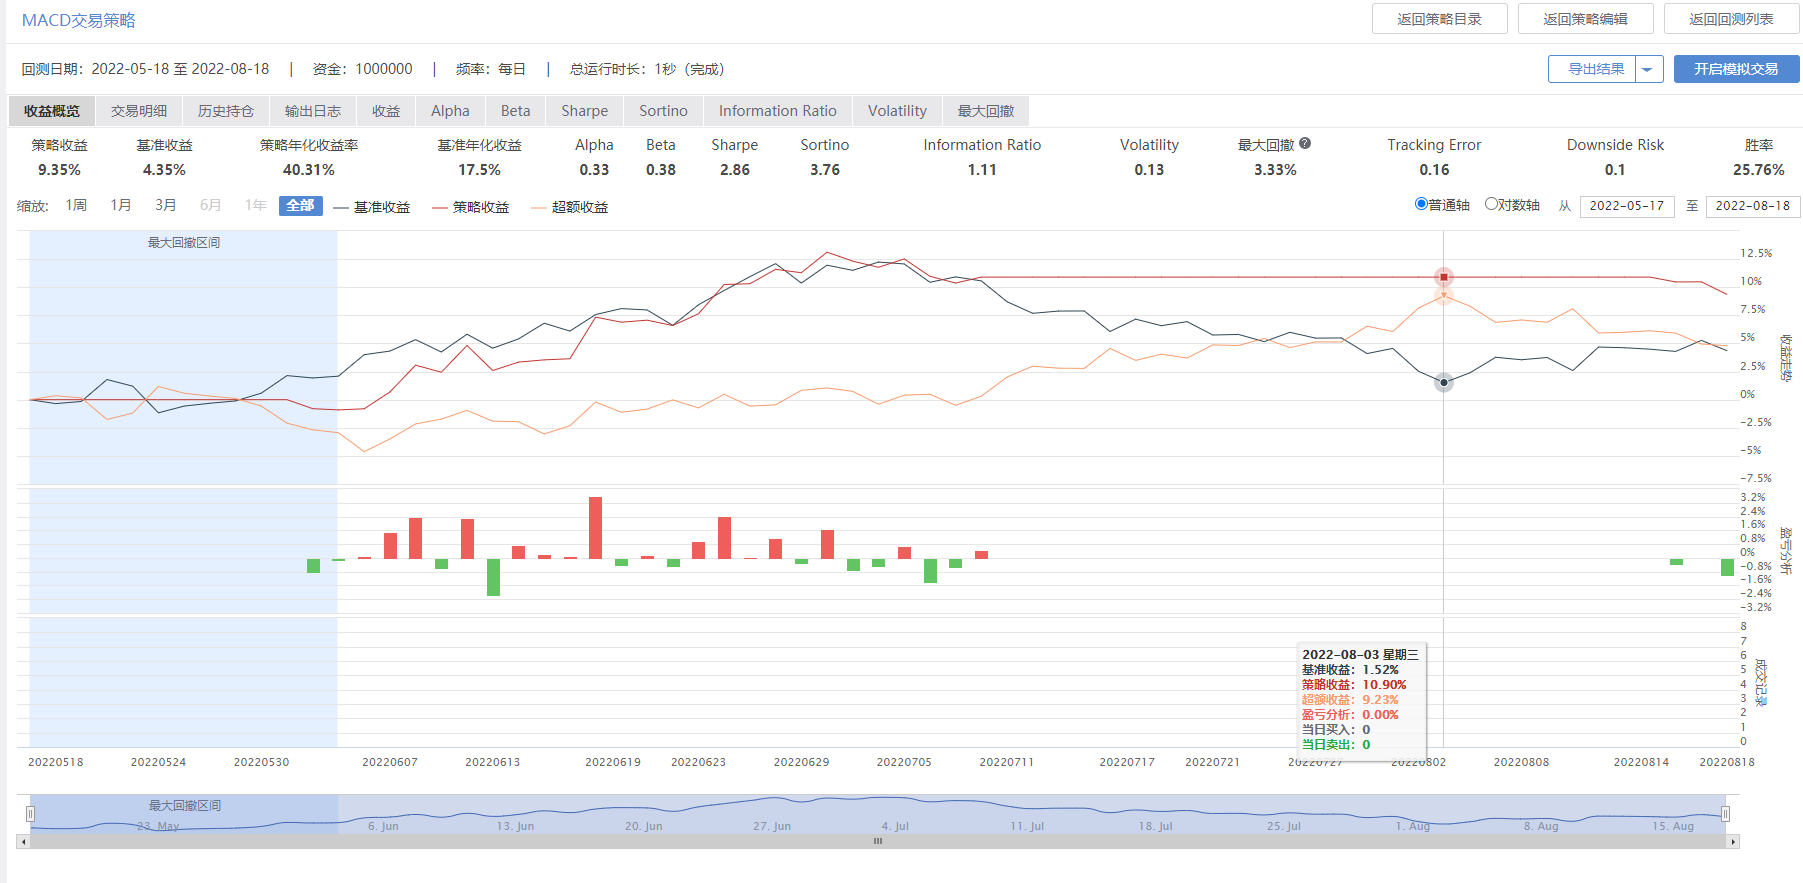 MACD交易策略 返回策略目录 返回策略编辑 返回回测列表
回测日期：2022-05-18 至 2022-08-18 | 资金：1000000 | 频率：每日 | 总运行时长：1秒（完成） 导出结果 开启模拟交易
收益概览 交易明细 历史持仓 输出日志 收益 Alpha Beta Sharpe Sortino Information Ratio Volatility 最大回撤
策略收益 基准收益 策略年化收益率 基准年化收益 Alpha Beta Sharpe Sortino Information Ratio Volatility 最大回撤 ? Tracking Error Downside Risk 胜率
9.35% 4.35% 40.31% 17.5% 0.33 0.38 2.86 3.76 1.11 0.13 3.33% 0.16 0.1 25.76%
缩放: 1周 1月 3月 6月 1年 全部 基准收益 策略收益 超额收益 普通轴 对数轴 从 2022-05-17 至 2022-08-18
最大回撤区间
12.5%
10%
7.5%
5%
2.5%
0%
-2.5%
-5%
-7.5%
收益走势
3.2%
2.4%
1.6%
0.8%
0%
-0.8%
-1.6%
-2.4%
-3.2%
盈亏分析
8
7
6
5
4
3
2
1
0
成交记录
2022-08-03 星期三
基准收益：1.52%
策略收益：10.90%
超额收益：9.23%
盈亏分析：0.00%
当日买入：0
当日卖出：0
20220518 20220524 20220530 20220607 20220613 20220619 20220623 20220629 20220705 20220711 20220717 20220721 20220727 20220802 20220808 20220814 20220818
最大回撤区间
23. May 6. Jun 13. Jun 20. Jun 27. Jun 4. Jul 11. Jul 18. Jul 25. Jul 1. Aug 8. Aug 15. Aug